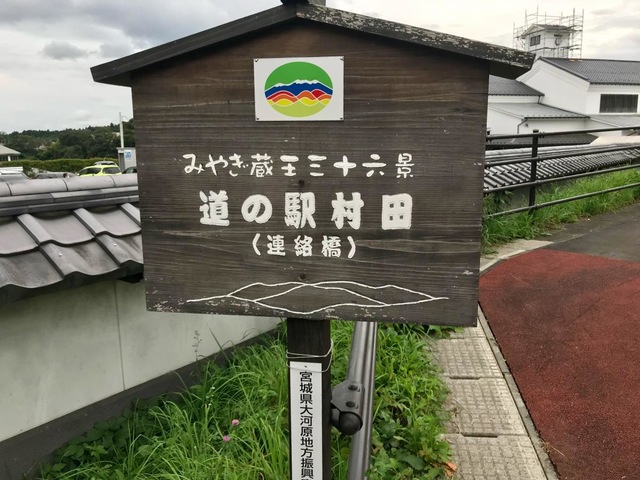 みやぎ蔵王三十六景
道の駅村田
(連絡橋)
宮城県大河原地方振興